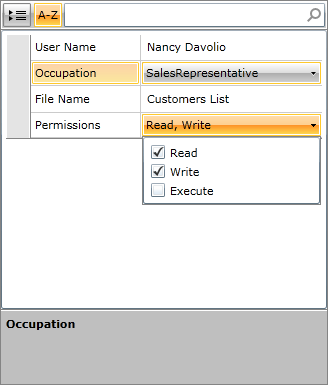 A-Z
User Name Nancy Davolio
Occupation SalesRepresentative
File Name Customers List
Permissions Read, Write
Read
Write
Execute
Occupation